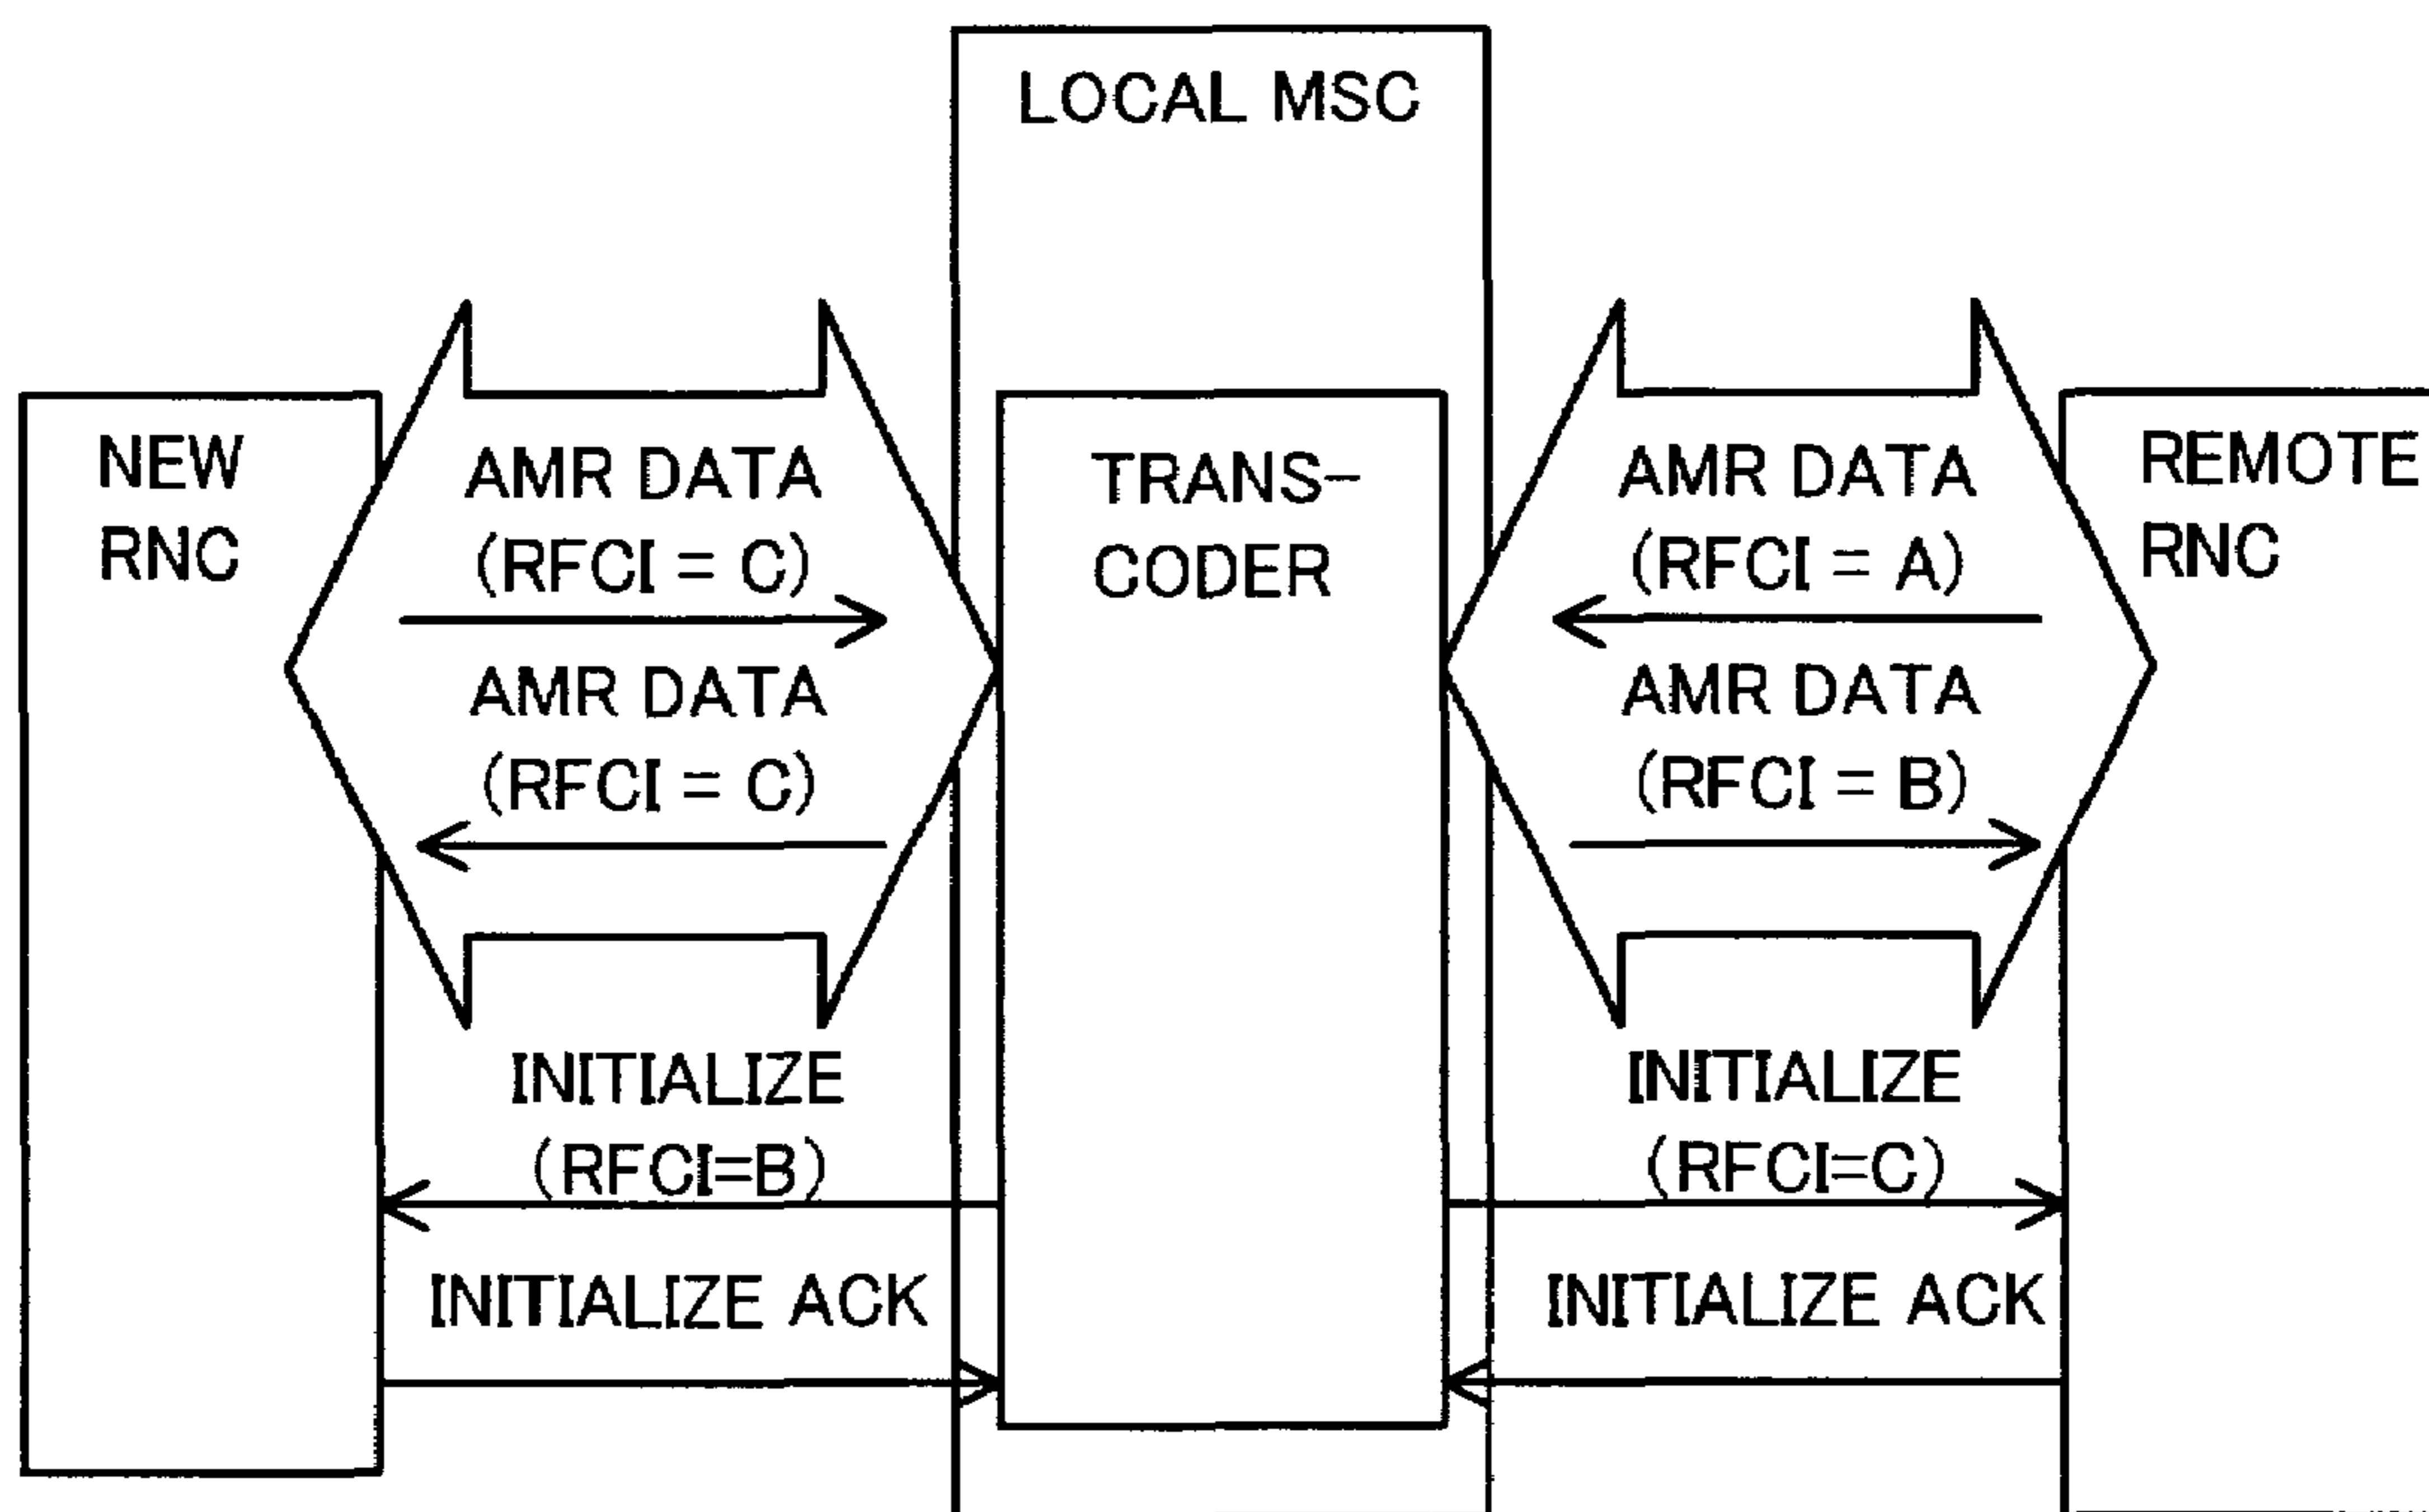 LOCAL MSC
NEW
RNC
AMR DATA
(RFCI = C)
AMR DATA
(RFCI = C)
TRANS-
CODER
AMR DATA
(RFCI = A)
AMR DATA
(RFCI = B)
REMOTE
RNC
INITIALIZE
(RFCI=B)
INITIALIZE ACK
INITIALIZE
(RFCI=C)
INITIALIZE ACK